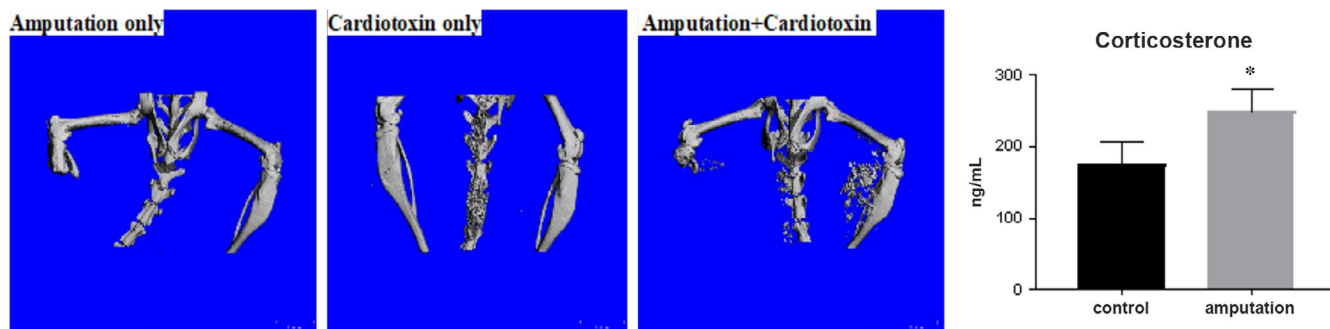 Amputation only
Cardiotoxin only
Amputation+Cardiotoxin
Corticosterone
*
300
200
100
0
ng/mL
control
amputation